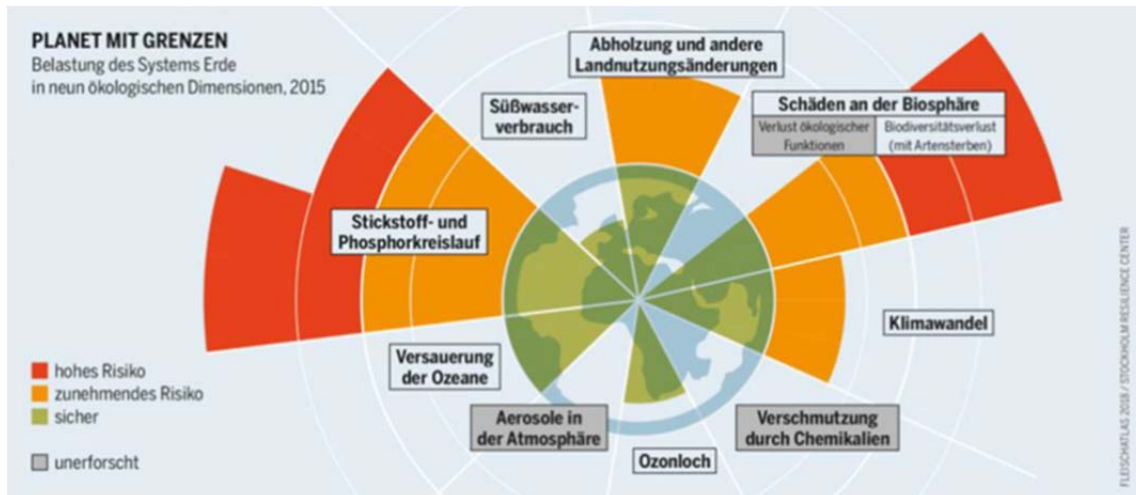 PLANET MIT GRENZEN
Belastung des Systems Erde
in neun ökologischen Dimensionen, 2015
Abholzung und andere
Landnutzungsänderungen
Süßwasser-
verbrauch
Schäden an der Biosphäre
Verlust ökologischer
Funktionen
Biodiversitätsverlust
(mit Artensterben)
Stickstoff- und
Phosphorkreislauf
Klimawandel
Versauerung
der Ozeane
Aerosole in
der Atmosphäre
Verschmutzung
durch Chemikalien
Ozonloch
hohes Risiko
zunehmendes Risiko
sicher
unerforscht
FLEISCHATLAS 2018 / STOCKHOLM RESILIENCE CENTER